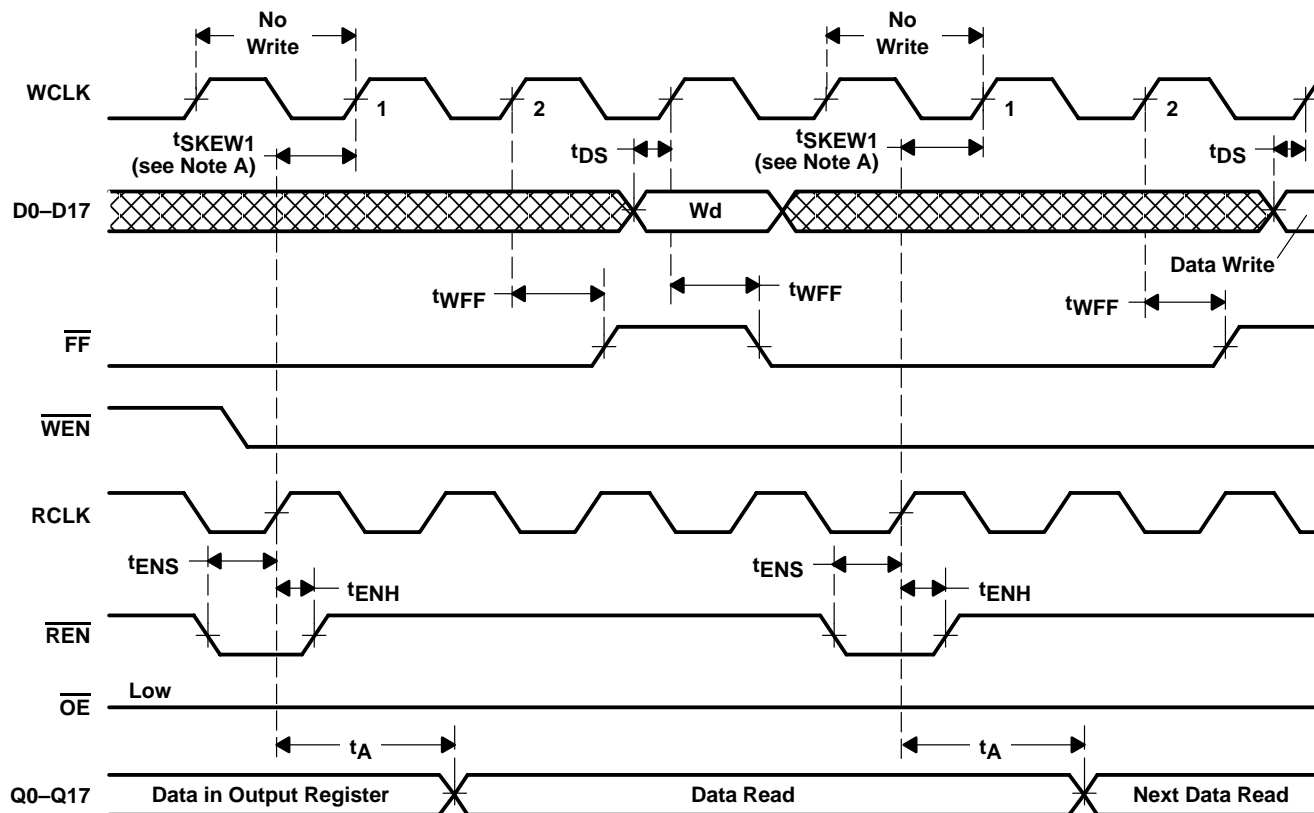 No
Write
No
Write
WCLK
1
2
1
2
tSKEW1
(see Note A)
tDS
tSKEW1
(see Note A)
tDS
D0–D17
Wd
Data Write
tWFF
tWFF
tWFF
FF
WEN
RCLK
tENS
tENH
tENS
tENH
REN
Low
OE
tA
tA
Q0–Q17
Data in Output Register
Data Read
Next Data Read